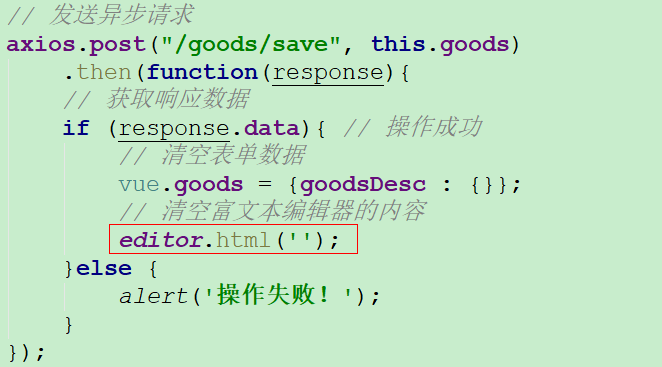 // 发送异步请求
axios.post("/goods/save", this.goods)
    .then(function(response){
    // 获取响应数据
    if (response.data){ // 操作成功
        // 清空表单数据
        vue.goods = {goodsDesc : {}};
        // 清空富文本编辑器的内容
        editor.html('');
    }else {
        alert('操作失败！');
    }
});